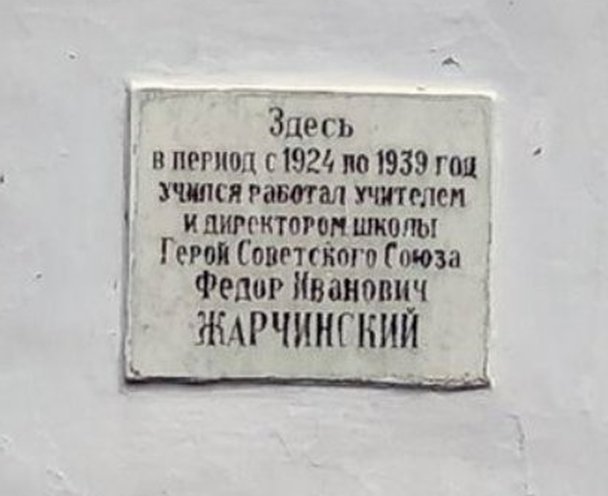 Здесь
в период с 1924 по 1939 год
учился работал учителем
и директором школы
Герой Советского Союза
Федор Иванович
ЖАРЧИНСКИЙ